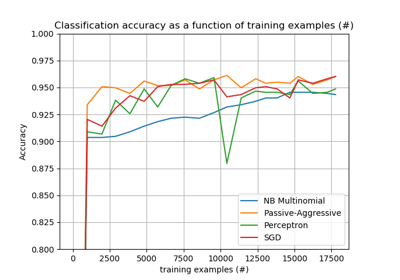 Classification accuracy as a function of training examples (#)
1.000
0.975
0.950
0.925
0.900
0.875
0.850
0.825
0.800
Accuracy
NB Multinomial
Passive-Aggressive
Perceptron
SGD
0 2500 5000 7500 10000 12500 15000 17500
training examples (#)